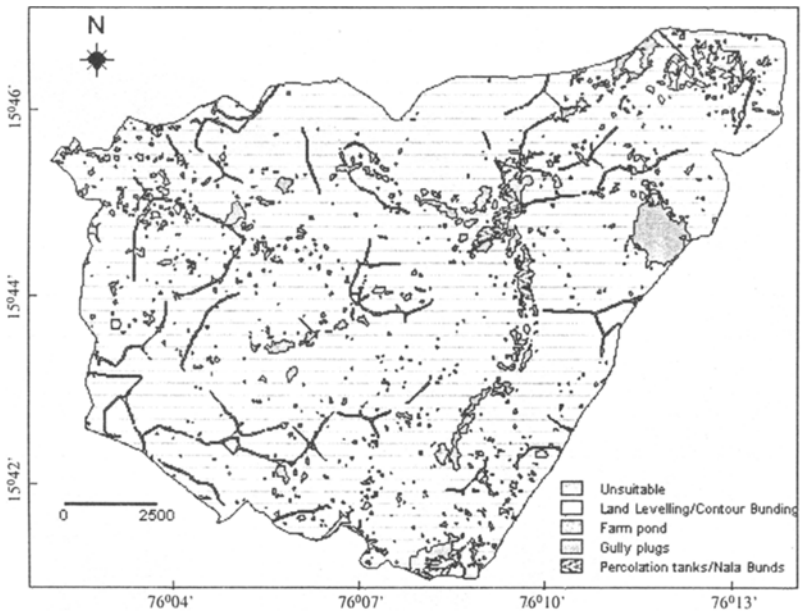 N
15°46'
15°44'
15°42'
0 2500
Unsuitable
Land Levelling/Contour Bunding
Farm pond
Gully plugs
Percolation tanks/Nala Bunds
76°04' 76°07' 76°10' 76°13'